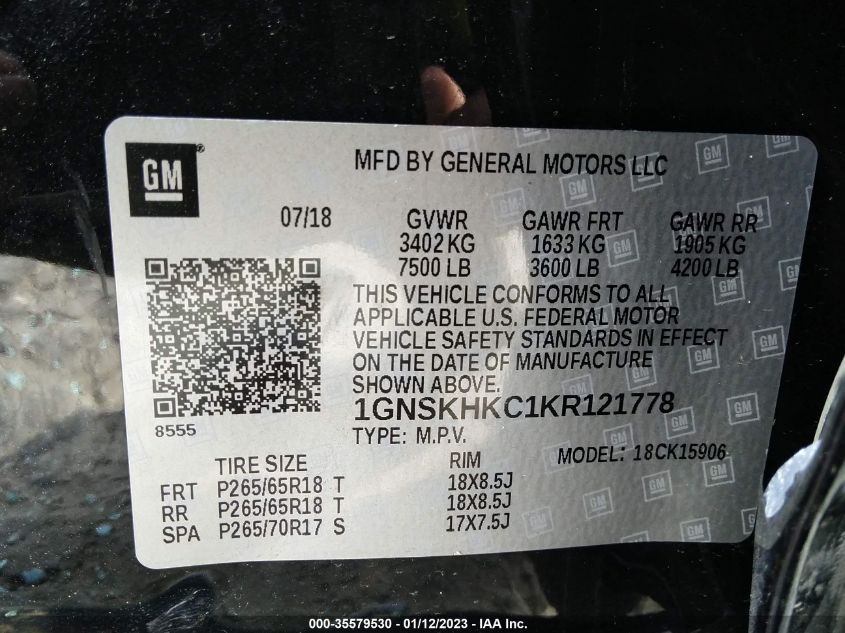 GM ®
MFD BY GENERAL MOTORS LLC
07/18 GVWR GAWR FRT GAWR RR
3402 KG 1633 KG 1905 KG
7500 LB 3600 LB 4200 LB
THIS VEHICLE CONFORMS TO ALL
APPLICABLE U.S. FEDERAL MOTOR
VEHICLE SAFETY STANDARDS IN EFFECT
ON THE DATE OF MANUFACTURE
SHOWN ABOVE.
8555
1GNSKHKC1KR121778
TYPE: M.P.V. MODEL: 18CK15906
TIRE SIZE RIM
FRT P265/65R18 T 18X8.5J
RR P265/65R18 T 18X8.5J
SPA P265/70R17 S 17X7.5J
000-35579530 - 01/12/2023 - IAA Inc.